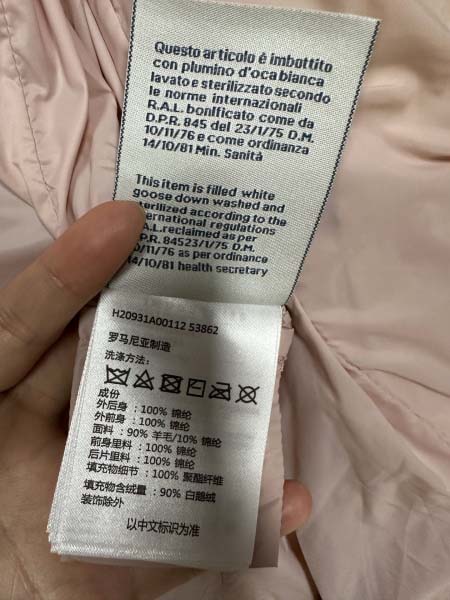 Questo articolo é imbottito
con plumino d'oca bianca
lavato e sterilizzato secondo
le norme internazionali
R.A.L. bonificato come da
D.P.R. 845 del 23/1/75 D.M.
10/11/76 e come ordinanza
14/10/81 Min. Sanità
This item is filled white
goose down washed and
erilized according to the
ernational regulations
A.L.reclaimed as per
P.R. 84523/1/75 D.M.
0/11/76 as per ordinance
14/10/81 health secretary
H20931A00112 53862
罗马尼亚制造
洗涤方法：
成份
外后身：100% 锦纶
外前身：100% 锦纶
面料：90% 羊毛/10% 锦纶
前身里料：100% 锦纶
后片里料：100% 锦纶
填充物细节：100% 聚酯纤维
填充物含绒量：90% 白鹅绒
装饰除外
以中文标识为准